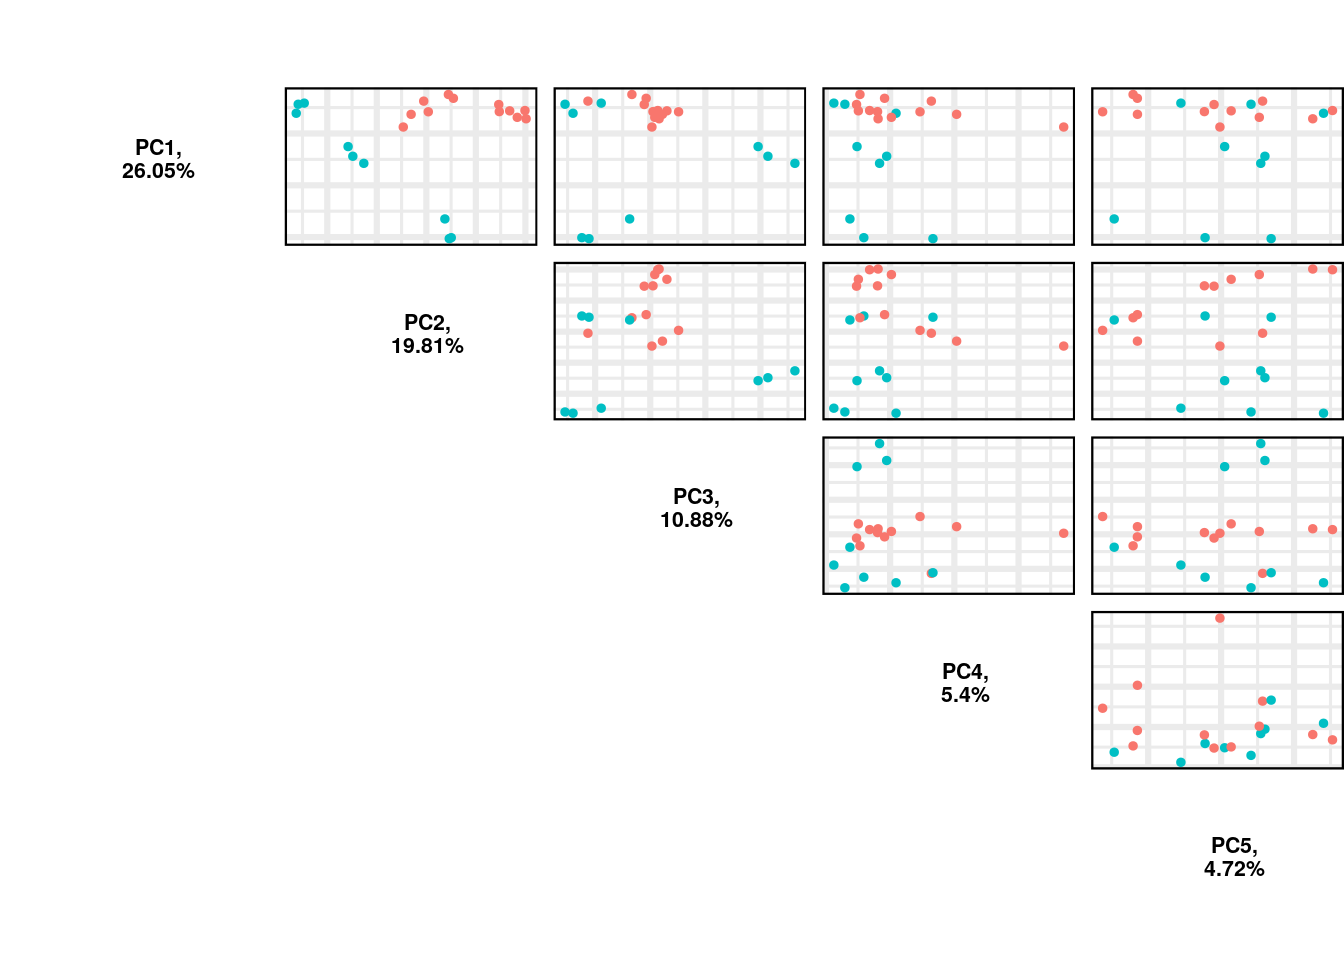 PC1,
26.05%
PC2,
19.81%
PC3,
10.88%
PC4,
5.4%
PC5,
4.72%